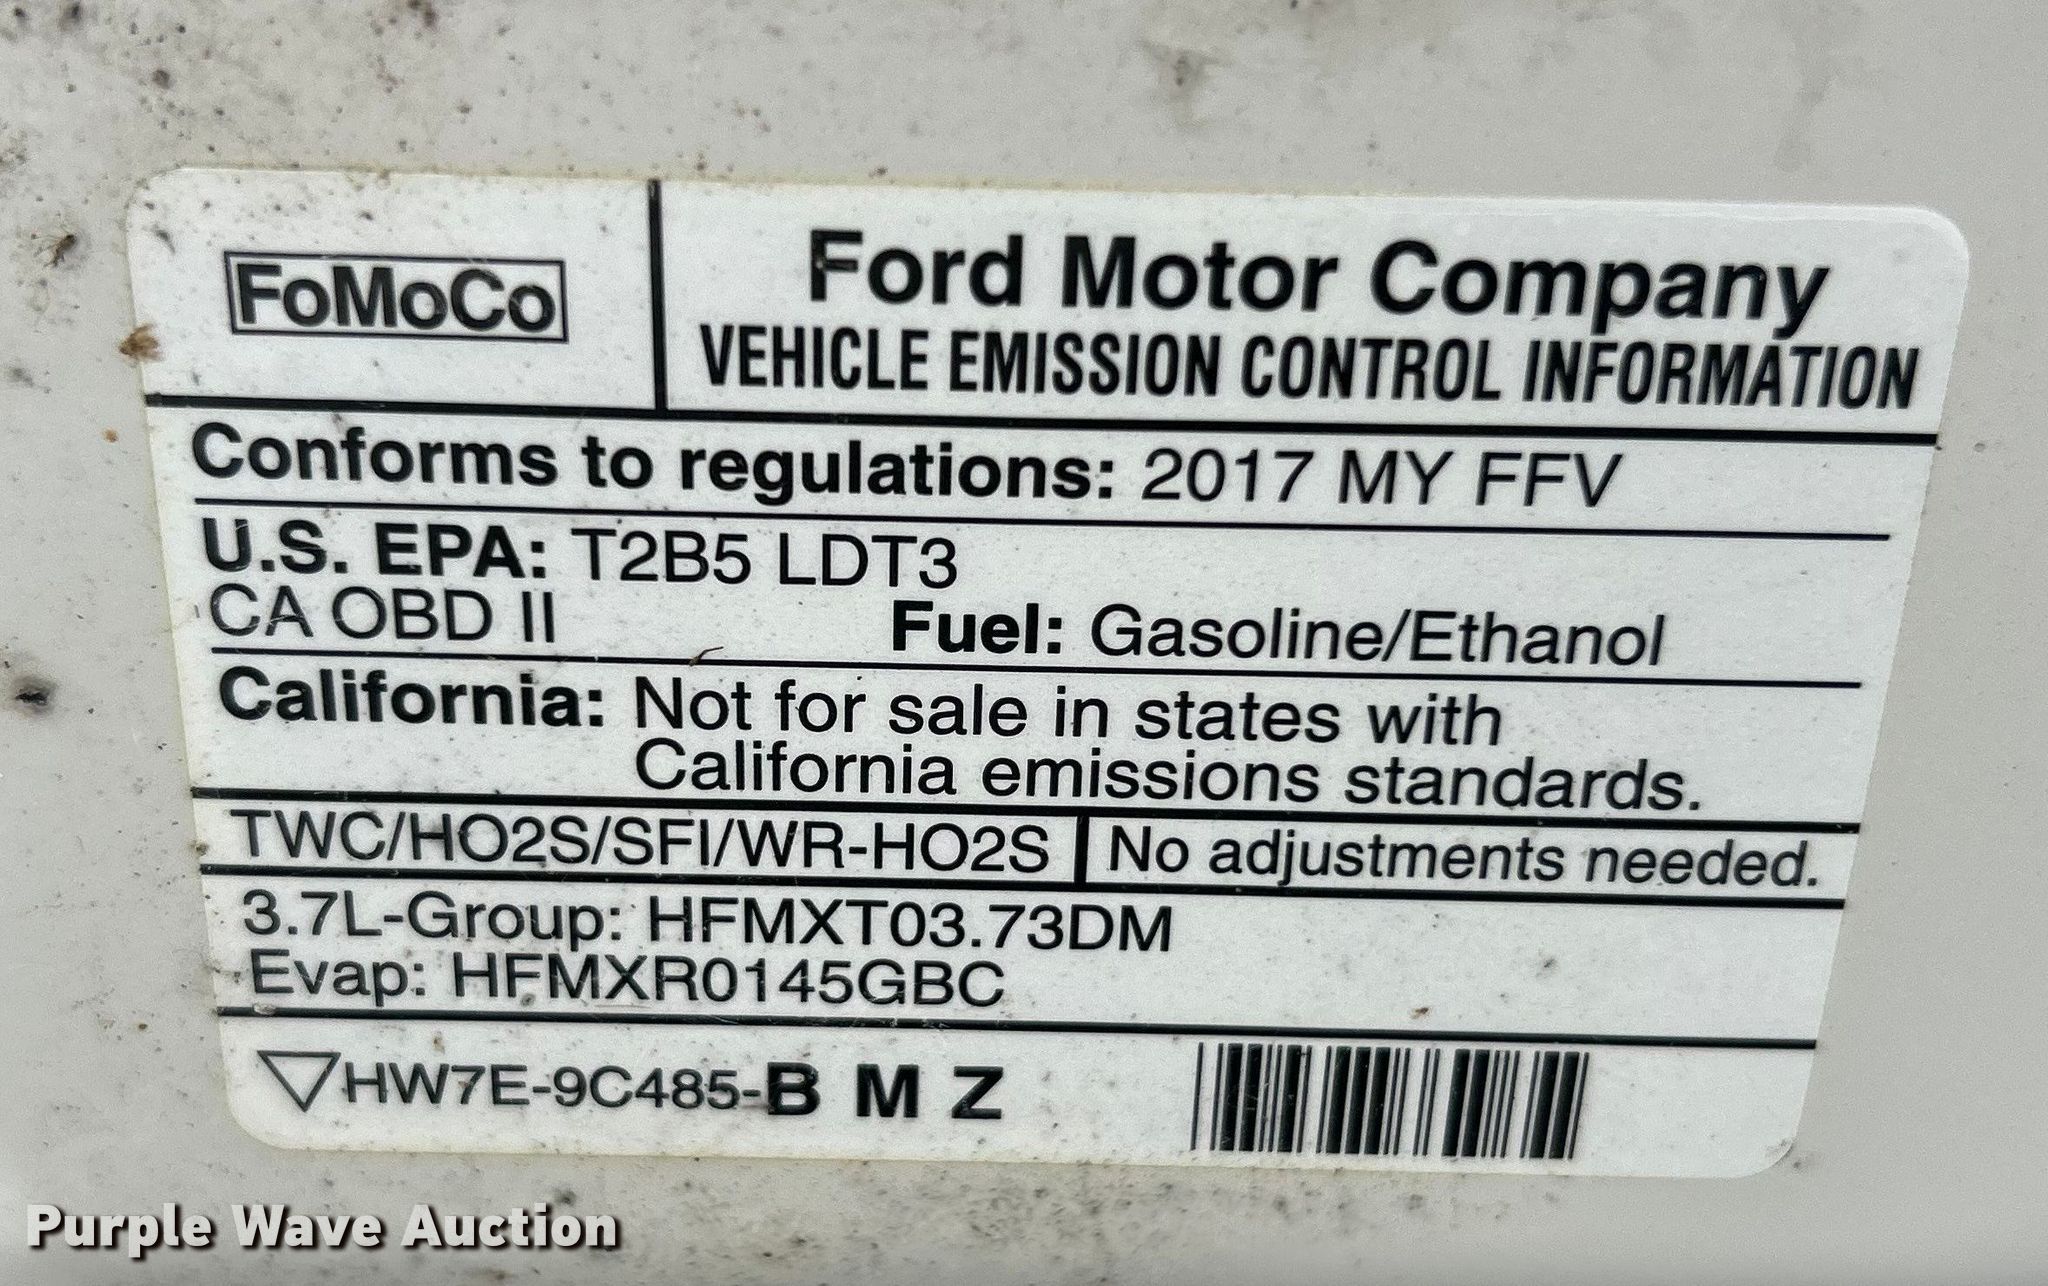 FoMoCo
Ford Motor Company
VEHICLE EMISSION CONTROL INFORMATION
Conforms to regulations: 2017 MY FFV
U.S. EPA: T2B5 LDT3
CA OBD II Fuel: Gasoline/Ethanol
California: Not for sale in states with
California emissions standards.
TWC/HO2S/SFI/WR-HO2S No adjustments needed.
3.7L-Group: HFMXT03.73DM
Evap: HFMXR0145GBC
HW7E-9C485-B M Z
Purple Wave Auction